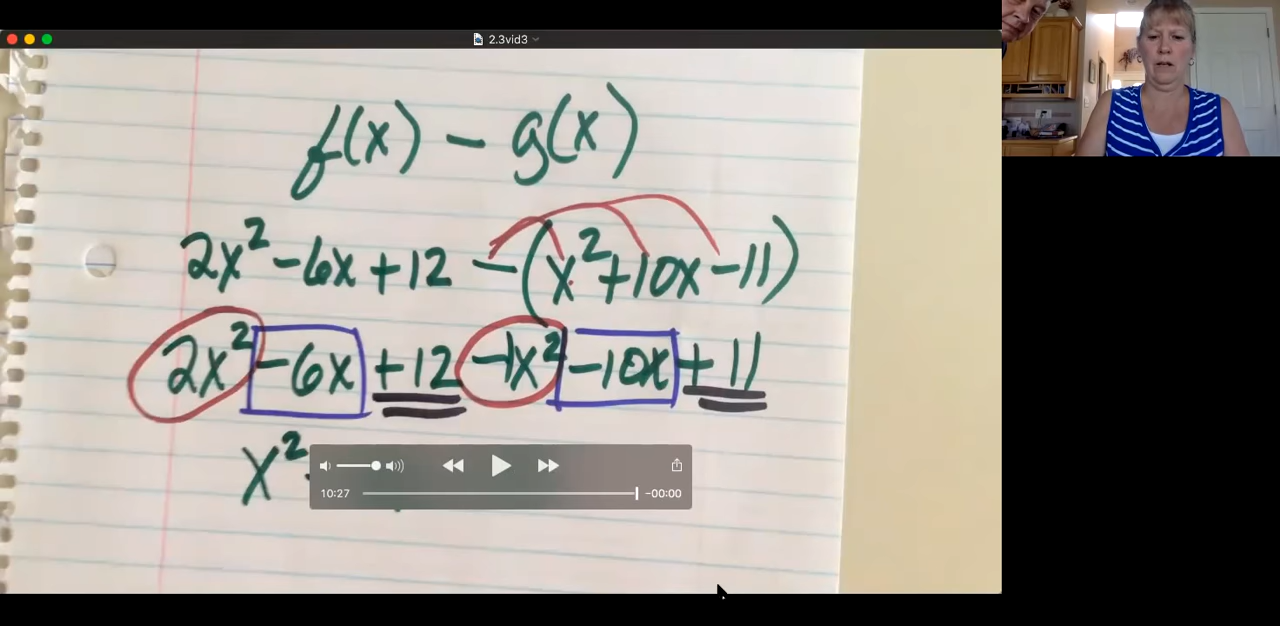 2.3vid3
f(x) - g(x)
2x² - 6x + 12 - (x² + 10x - 11)
2x² - 6x + 12 - 1x² - 10x + 11
x²
10:27
-00:00